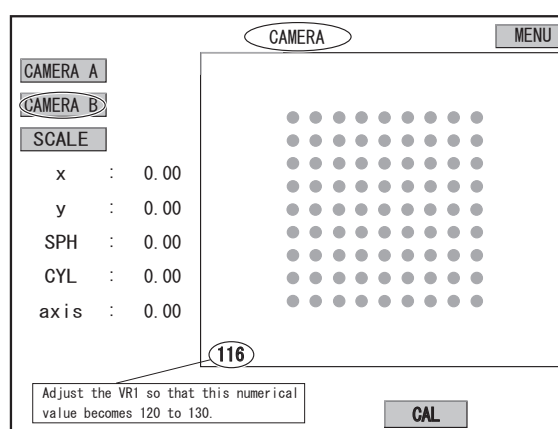 CAMERA
MENU
CAMERA A
CAMERA B
SCALE
x : 0.00
y : 0.00
SPH : 0.00
CYL : 0.00
axis : 0.00
116
Adjust the VR1 so that this numerical
value becomes 120 to 130.
CAL